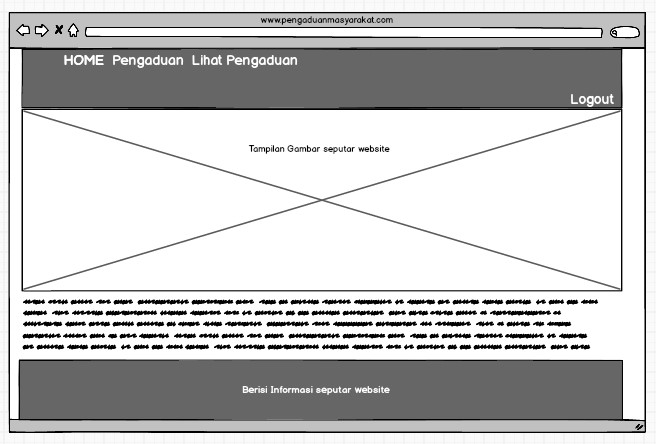 www.pengaduanmasyarakat.com
HOME Pengaduan Lihat Pengaduan
Logout
Tampilan Gambar seputar website
Berisi Informasi seputar website